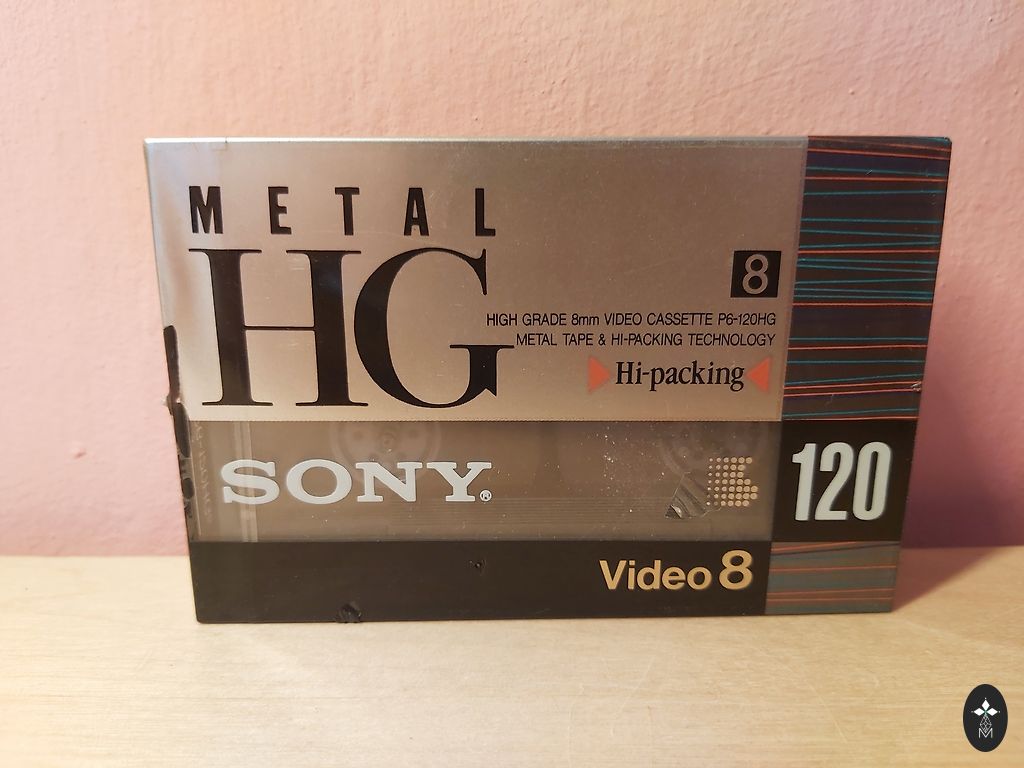 METAL
HG
8
HIGH GRADE 8mm VIDEO CASSETTE P6-120HG
METAL TAPE & HI-PACKING TECHNOLOGY
Hi-packing
SONY®
120
Video 8
M